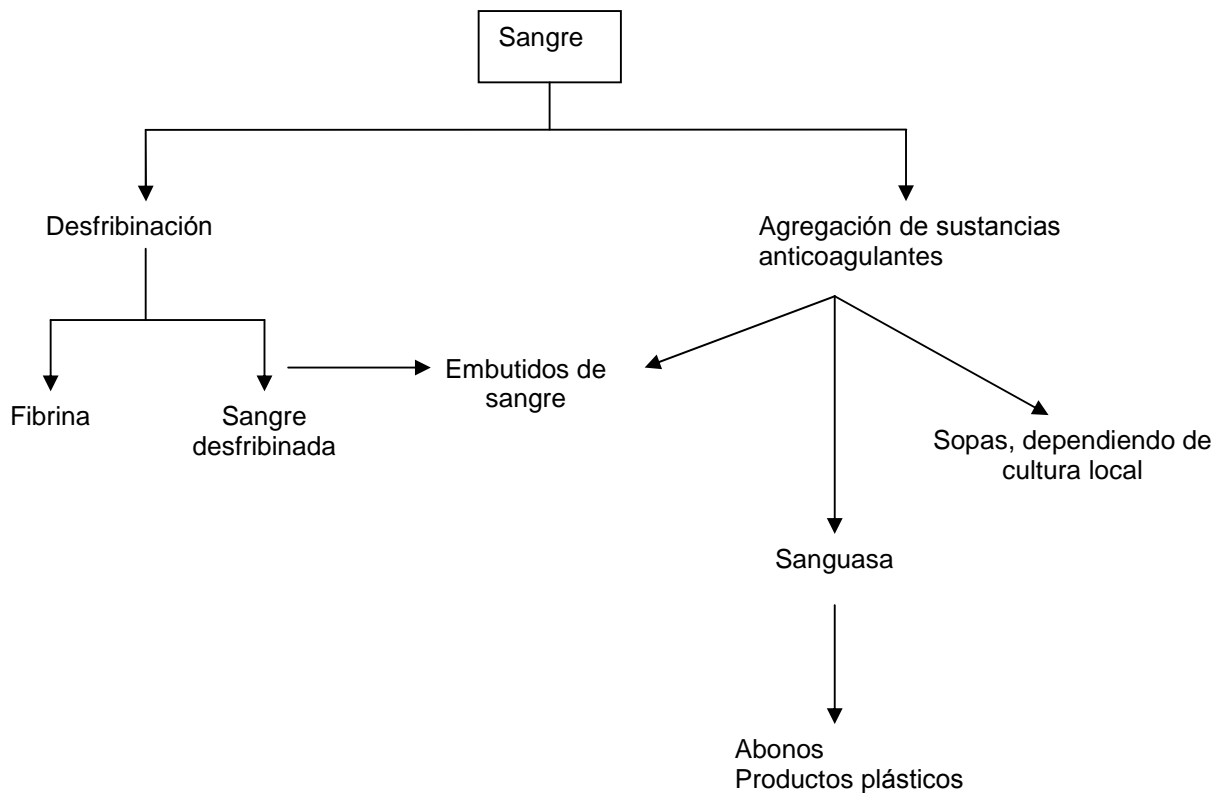 Sangre
Desfribinación
Agregación de sustancias
anticoagulantes
Embutidos de
sangre
Fibrina
Sangre
desfribinada
Sopas, dependiendo de
cultura local
Sanguasa
Abonos
Productos plásticos